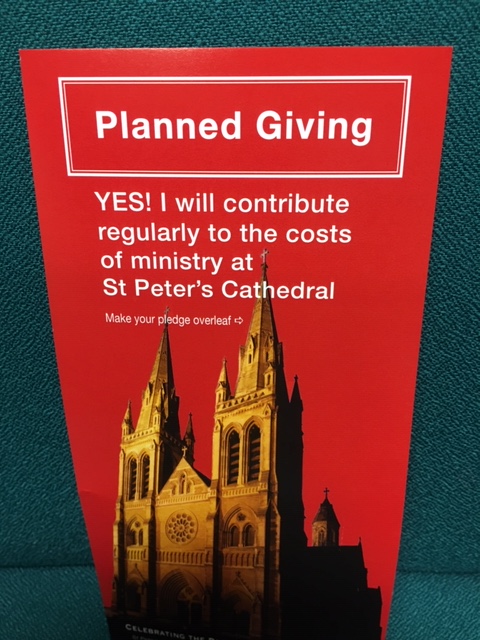 Planned Giving
YES! I will contribute
regularly to the costs
of ministry at
St Peter's Cathedral
Make your pledge overleaf ⇨
CELEBRATING THE